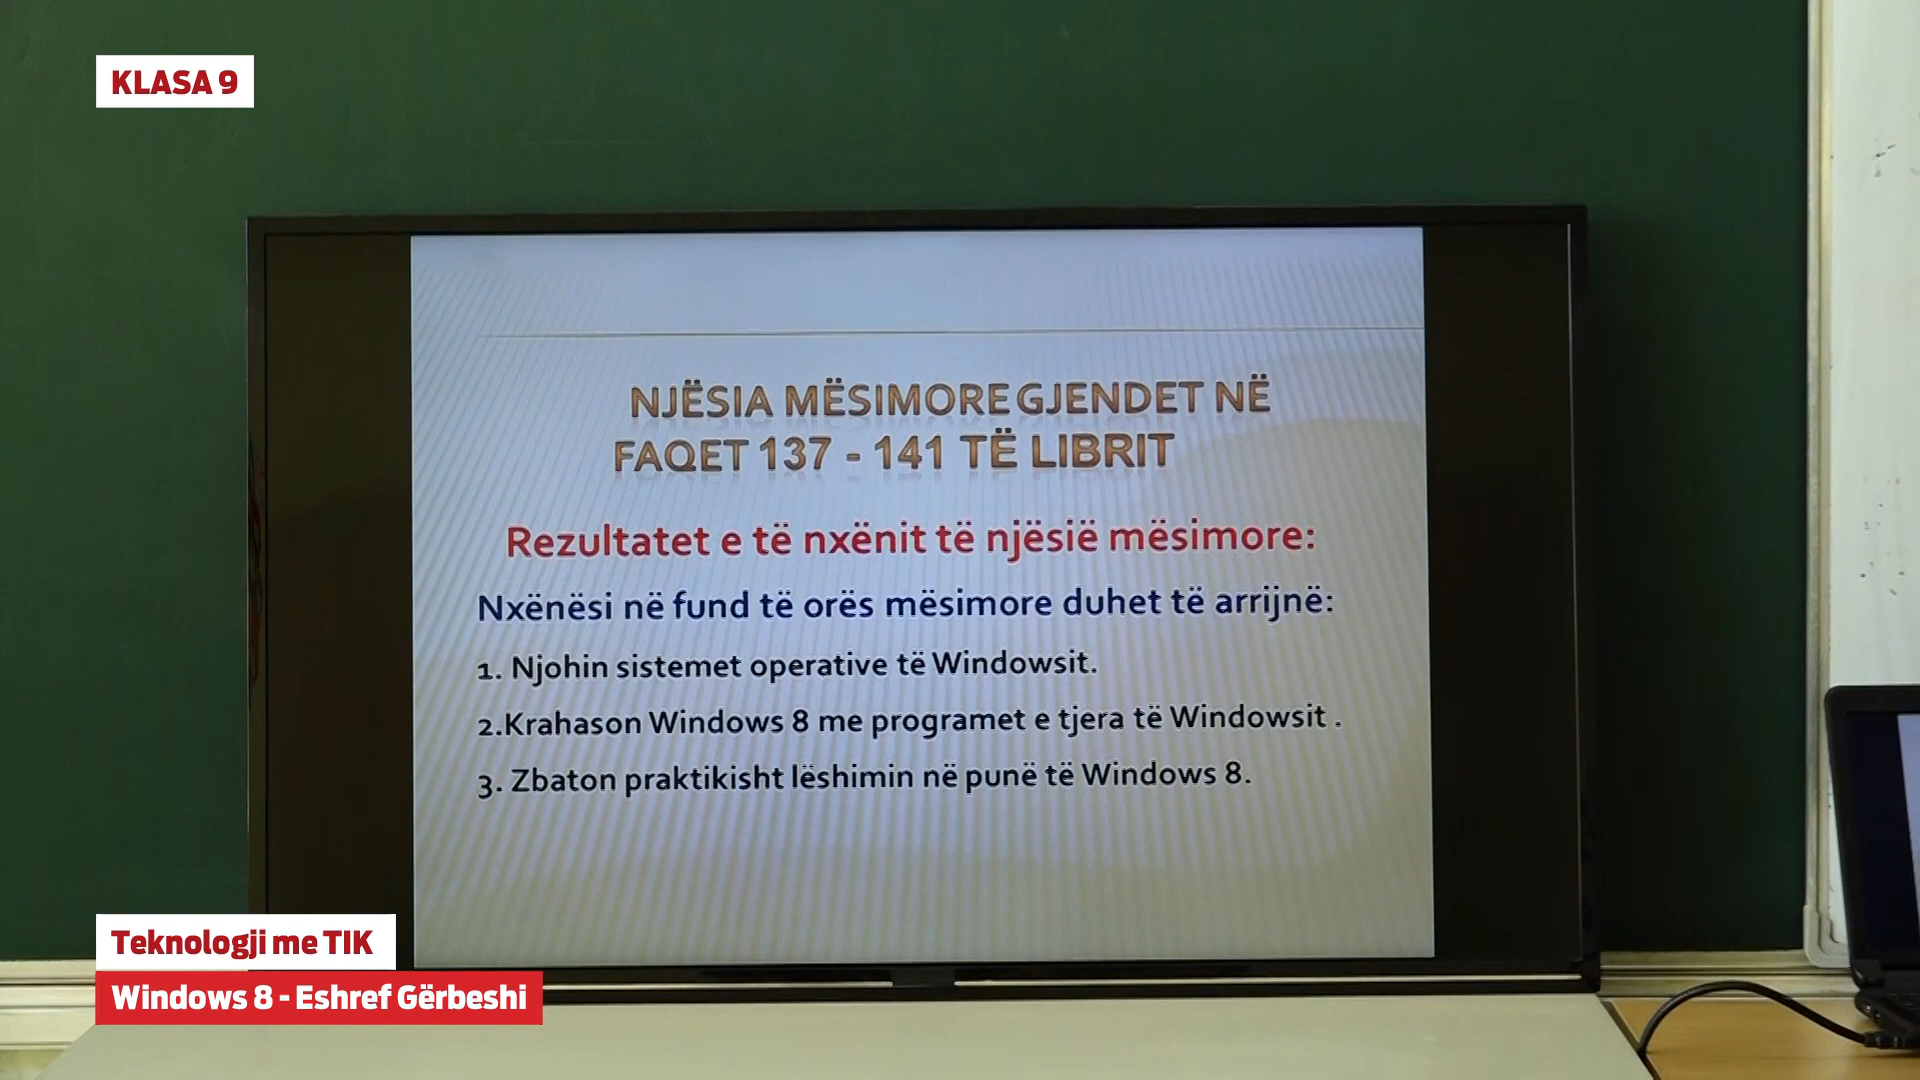 KLASA 9
NJËSIA MËSIMORE GJENDET NË
FAQET 137 - 141 TË LIBRIT
Rezultatet e të nxënit të njësië mësimore:
Nxënësi në fund të orës mësimore duhet të arrijnë:
1. Njohin sistemet operative të Windowsit.
2.Krahason Windows 8 me programet e tjera të Windowsit .
3. Zbaton praktikisht lëshimin në punë të Windows 8.
Teknologji me TIK
Windows 8 - Eshref Gërbeshi